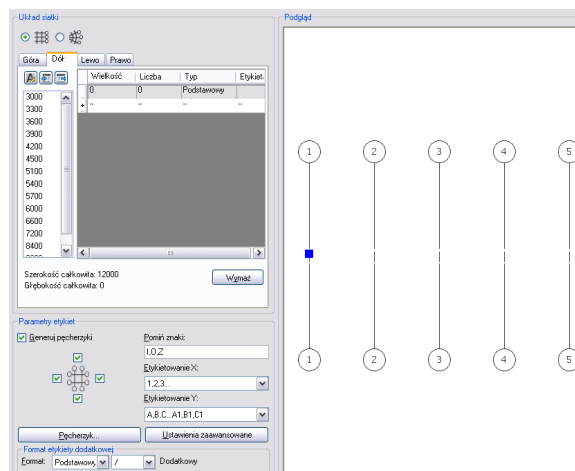 Układ siatki
Góra Dół Lewo Prawo
Wielkość Liczba Typ Etykiet
0 0 Podstawowy
3000
3300
3600
3900
4200
4500
5100
5400
5700
6000
6600
7200
8400
Szerokość całkowita: 12000
Głębokość całkowita: 0
Wymaż
Parametry etykiet
Generuj pęcherzyki
Pomiń znaki:
I,O,Z
Etykietowanie X:
1,2,3...
Etykietowanie Y:
A,B,C...A1,B1,C1
Pęcherzyk...
Ustawienia zaawansowane
Format etykiety dodatkowej
Format: Podstawowy / Dodatkowy
Podgląd
1 2 3 4 5
1 2 3 4 5